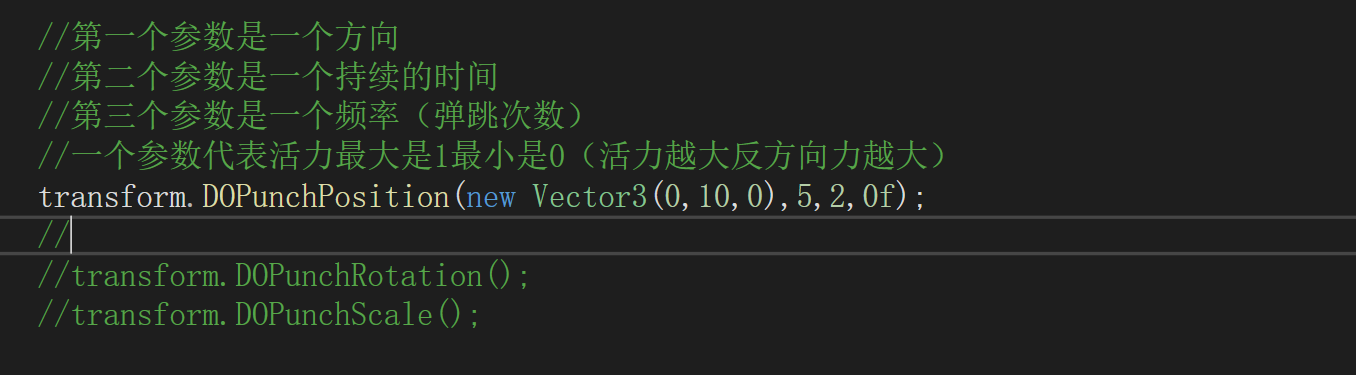 //第一个参数是一个方向
//第二个参数是一个持续的时间
//第三个参数是一个频率（弹跳次数）
//一个参数代表活力最大是1最小是0（活力越大反方向力越大）
transform.DOPunchPosition(new Vector3(0,10,0),5,2,0f);
//
//transform.DOPunchRotation();
//transform.DOPunchScale();